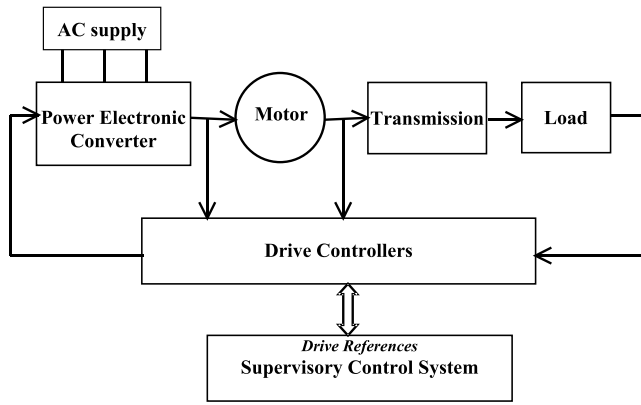 AC supply
Power Electronic
Converter
Motor
Transmission
Load
Drive Controllers
Drive References
Supervisory Control System